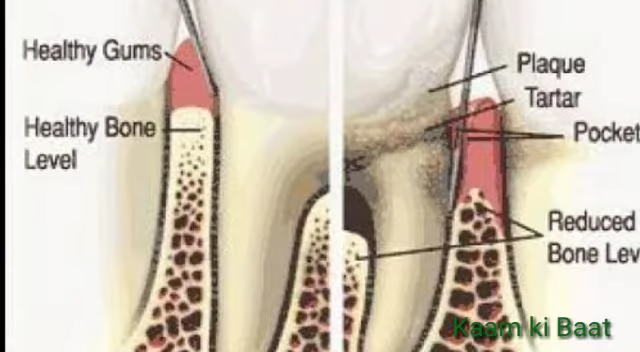 Healthy Gums
Healthy Bone
Level
Plaque
Tartar
Pocket
Reduced
Bone Lev
Kaam ki Baat